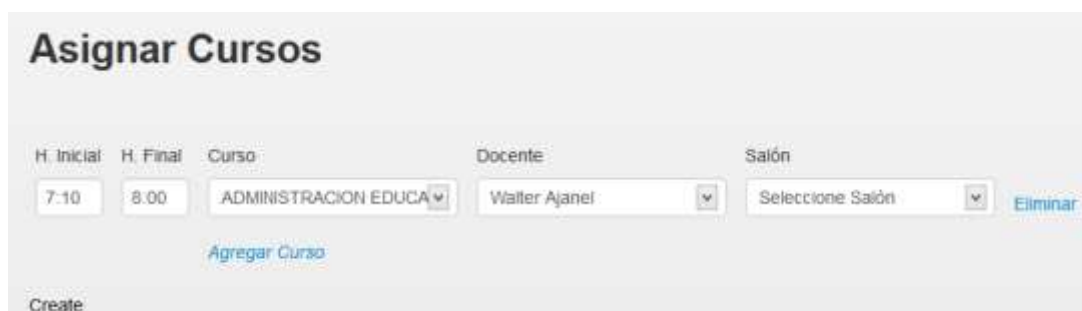 Asignar Cursos
H. Inicial H. Final Curso Docente Salón
7:10 8:00 ADMINISTRACION EDUCA Walter Ajanel Seleccione Salón Eliminar
Agregar Curso
Create